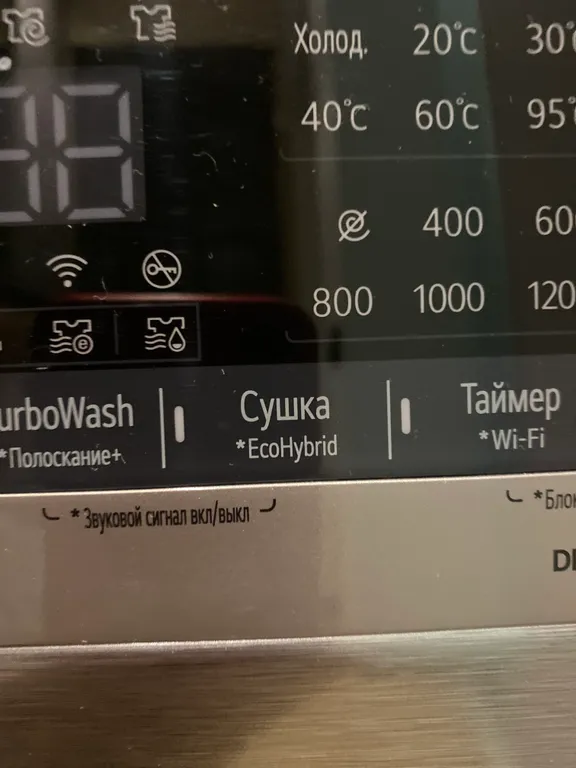 Холод. 20°C 30°
40°C 60°C 95°
400 60
800 1000 120
urboWash Сушка Таймер
*Полоскание+ *EcoHybrid *Wi-Fi
* Звуковой сигнал вкл/выкл *Блок